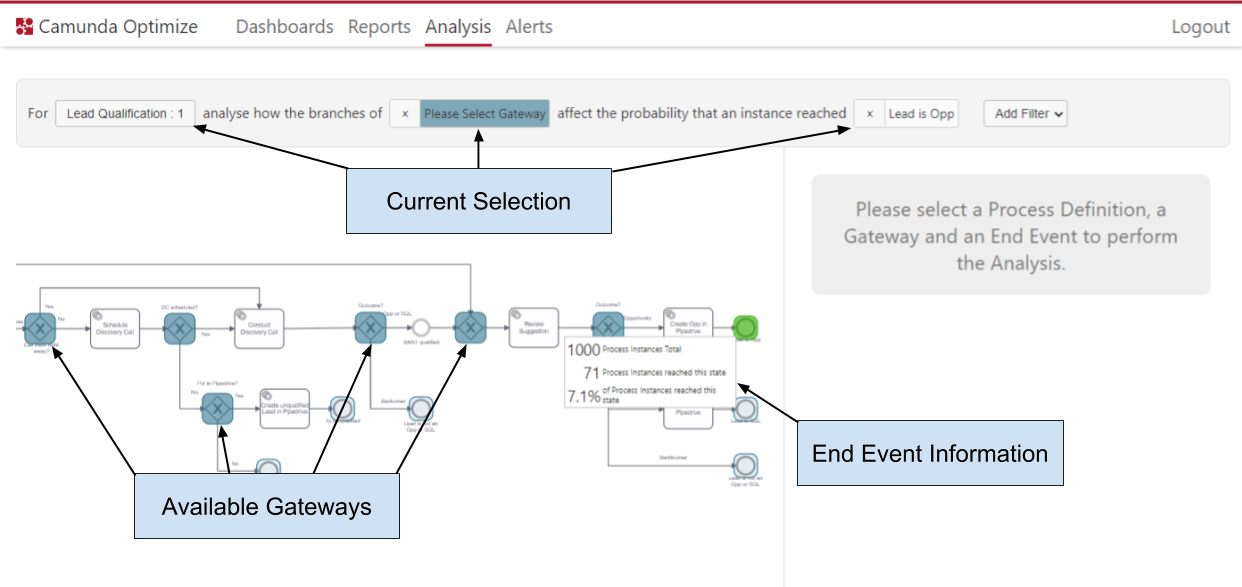 Camunda Optimize Dashboards Reports Analysis Alerts Logout
For Lead Qualification : 1 analyse how the branches of x Please Select Gateway affect the probability that an instance reached x Lead is Opp Add Filter
Current Selection
Please select a Process Definition, a
Gateway and an End Event to perform
the Analysis.
Yes
No
Schedule
Discovery Call
DC scheduled?
Yes
Conduct
Discovery Call
Outcome?
Opp or SQL
BANT qualified
Review
Suggestion
Outcome?
Opportunity
Create Opp in
Pipedrive
1000 Process Instances Total
71 Process Instances reached this state
7.1% of Process Instances reached this
state
Put in Pipedrive?
No
Yes
Create unqualified
Lead in Pipedrive
Backburner
Lead is not an
Opp or SQL
Pipedrive
Lead is SQL
No
Backburner
Lead is not an
Opp or SQL
End Event Information
Available Gateways